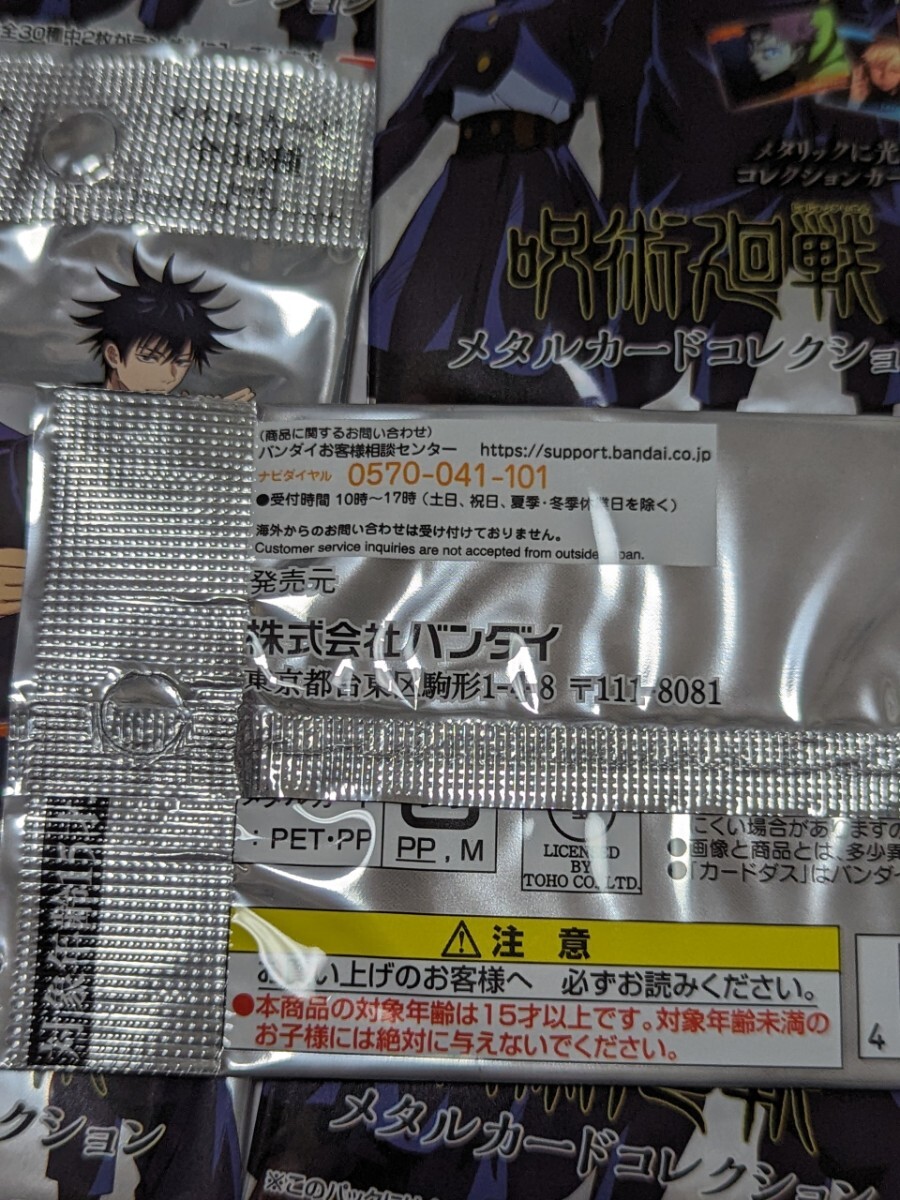 全30種中2枚が
メタルカード
全30種
メタリックに光
コレクションカー
呪術廻戦
メタルカードコレクショ
(商品に関するお問い合わせ)
バンダイお客様相談センター https://support.bandai.co.jp
ナビダイヤル 0570-041-101
●受付時間 10時〜17時(土日、祝日、夏季・冬季休業日を除く)
海外からのお問い合わせは受け付けておりません。
Customer service inquiries are not accepted from outside Japan.
発売元
株式会社バンダイ
東京都台東区駒形1-4-8 〒111-8081
: PET・PP
PP , M
LICENSED
BY
TOHO CO., LTD.
にくい場合がありますの
●画像と商品とは、多少異
●「カードダス」はバンダイ
⚠注意
お買い上げのお客様へ 必ずお読みください。
●本商品の対象年齢は15才以上です。対象年齢未満の
お子様には絶対に与えないでください。
4
クション
メタルカードコレクション
※このパックには